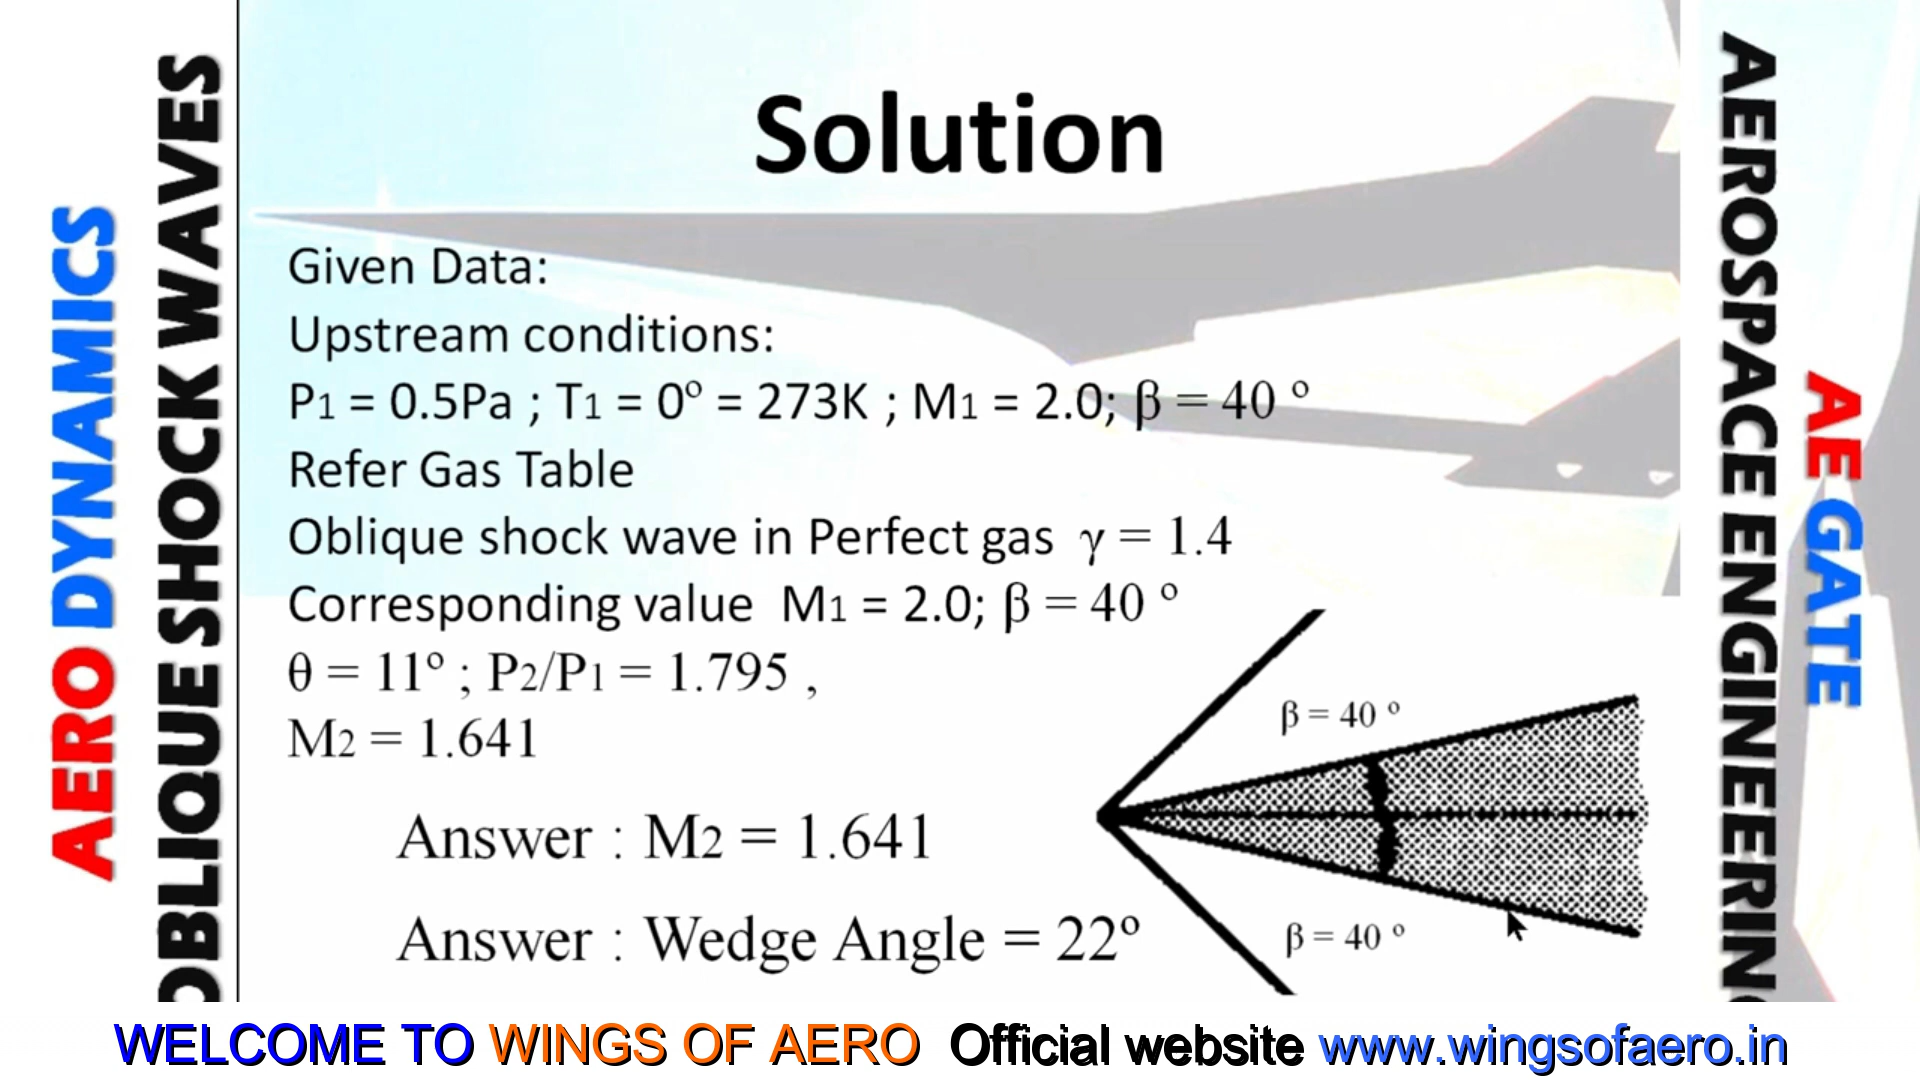 AERO DYNAMICS
OBLIQUE SHOCK WAVES
Solution
Given Data:
Upstream conditions:
P1 = 0.5Pa ; T1 = 0º = 273K ; M1 = 2.0; β = 40 º
Refer Gas Table
Oblique shock wave in Perfect gas γ = 1.4
Corresponding value M1 = 2.0; β = 40 º
θ = 11º ; P2/P1 = 1.795 ,
M2 = 1.641
Answer : M2 = 1.641
Answer : Wedge Angle = 22º
β = 40 º
β = 40 º
AEROSPACE ENGINEERING
AE GATE
WELCOME TO WINGS OF AERO Official website www.wingsofaero.in